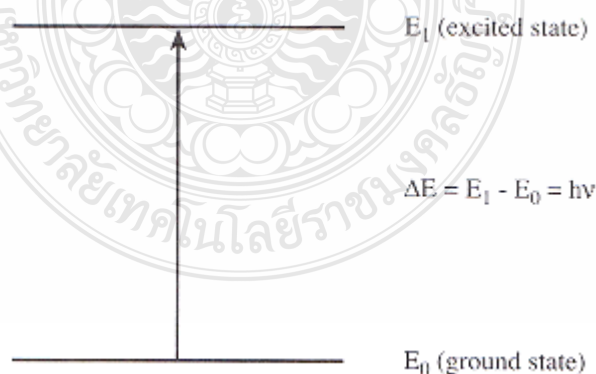 E₁ (excited state)
ΔE = E₁ - E₀ = hν
E₀ (ground state)